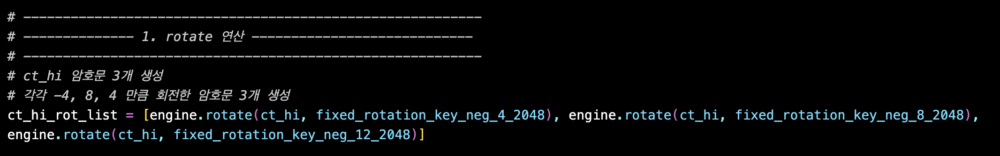 # ----------------------------------------------------------
# -------------- 1. rotate 연산 ----------------------------
# ----------------------------------------------------------
# ct_hi 암호문 3개 생성
# 각각 -4, 8, 4 만큼 회전한 암호문 3개 생성
ct_hi_rot_list = [engine.rotate(ct_hi, fixed_rotation_key_neg_4_2048), engine.rotate(ct_hi, fixed_rotation_key_neg_8_2048),
engine.rotate(ct_hi, fixed_rotation_key_neg_12_2048)]